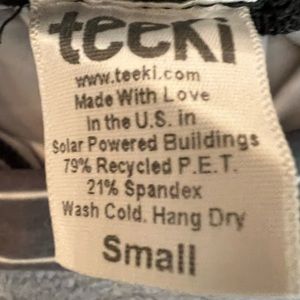 teeki
www.teeki.com
Made With Love
In the U.S. in
Solar Powered Buildings
79% Recycled P.E.T.
21% Spandex
Wash Cold. Hang Dry
Small